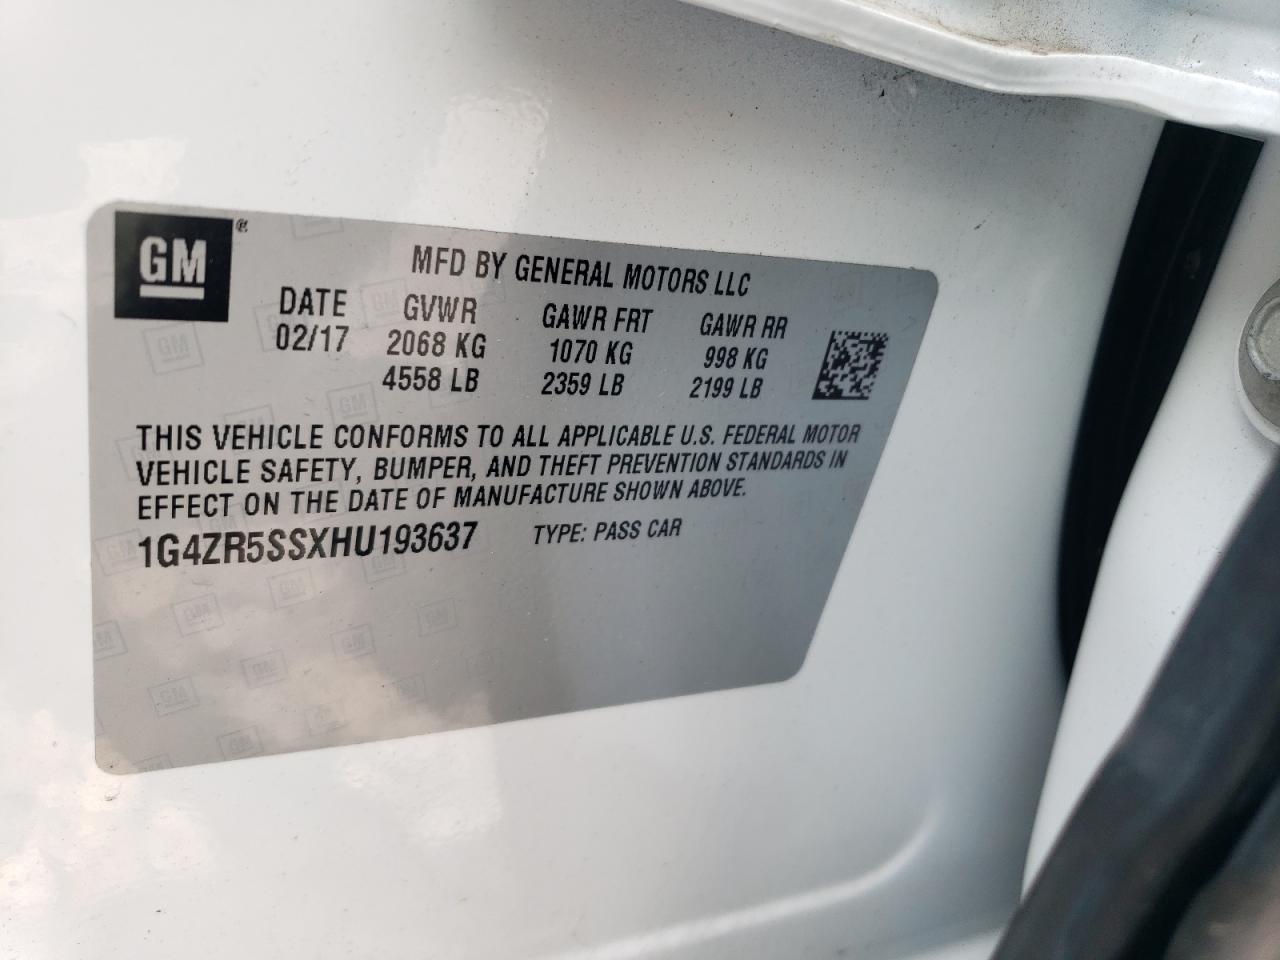 GM
MFD BY GENERAL MOTORS LLC
DATE GVWR GAWR FRT GAWR RR
02/17 2068 KG 1070 KG 998 KG
4558 LB 2359 LB 2199 LB
THIS VEHICLE CONFORMS TO ALL APPLICABLE U.S. FEDERAL MOTOR
VEHICLE SAFETY, BUMPER, AND THEFT PREVENTION STANDARDS IN
EFFECT ON THE DATE OF MANUFACTURE SHOWN ABOVE.
1G4ZR5SSXHU193637 TYPE: PASS CAR